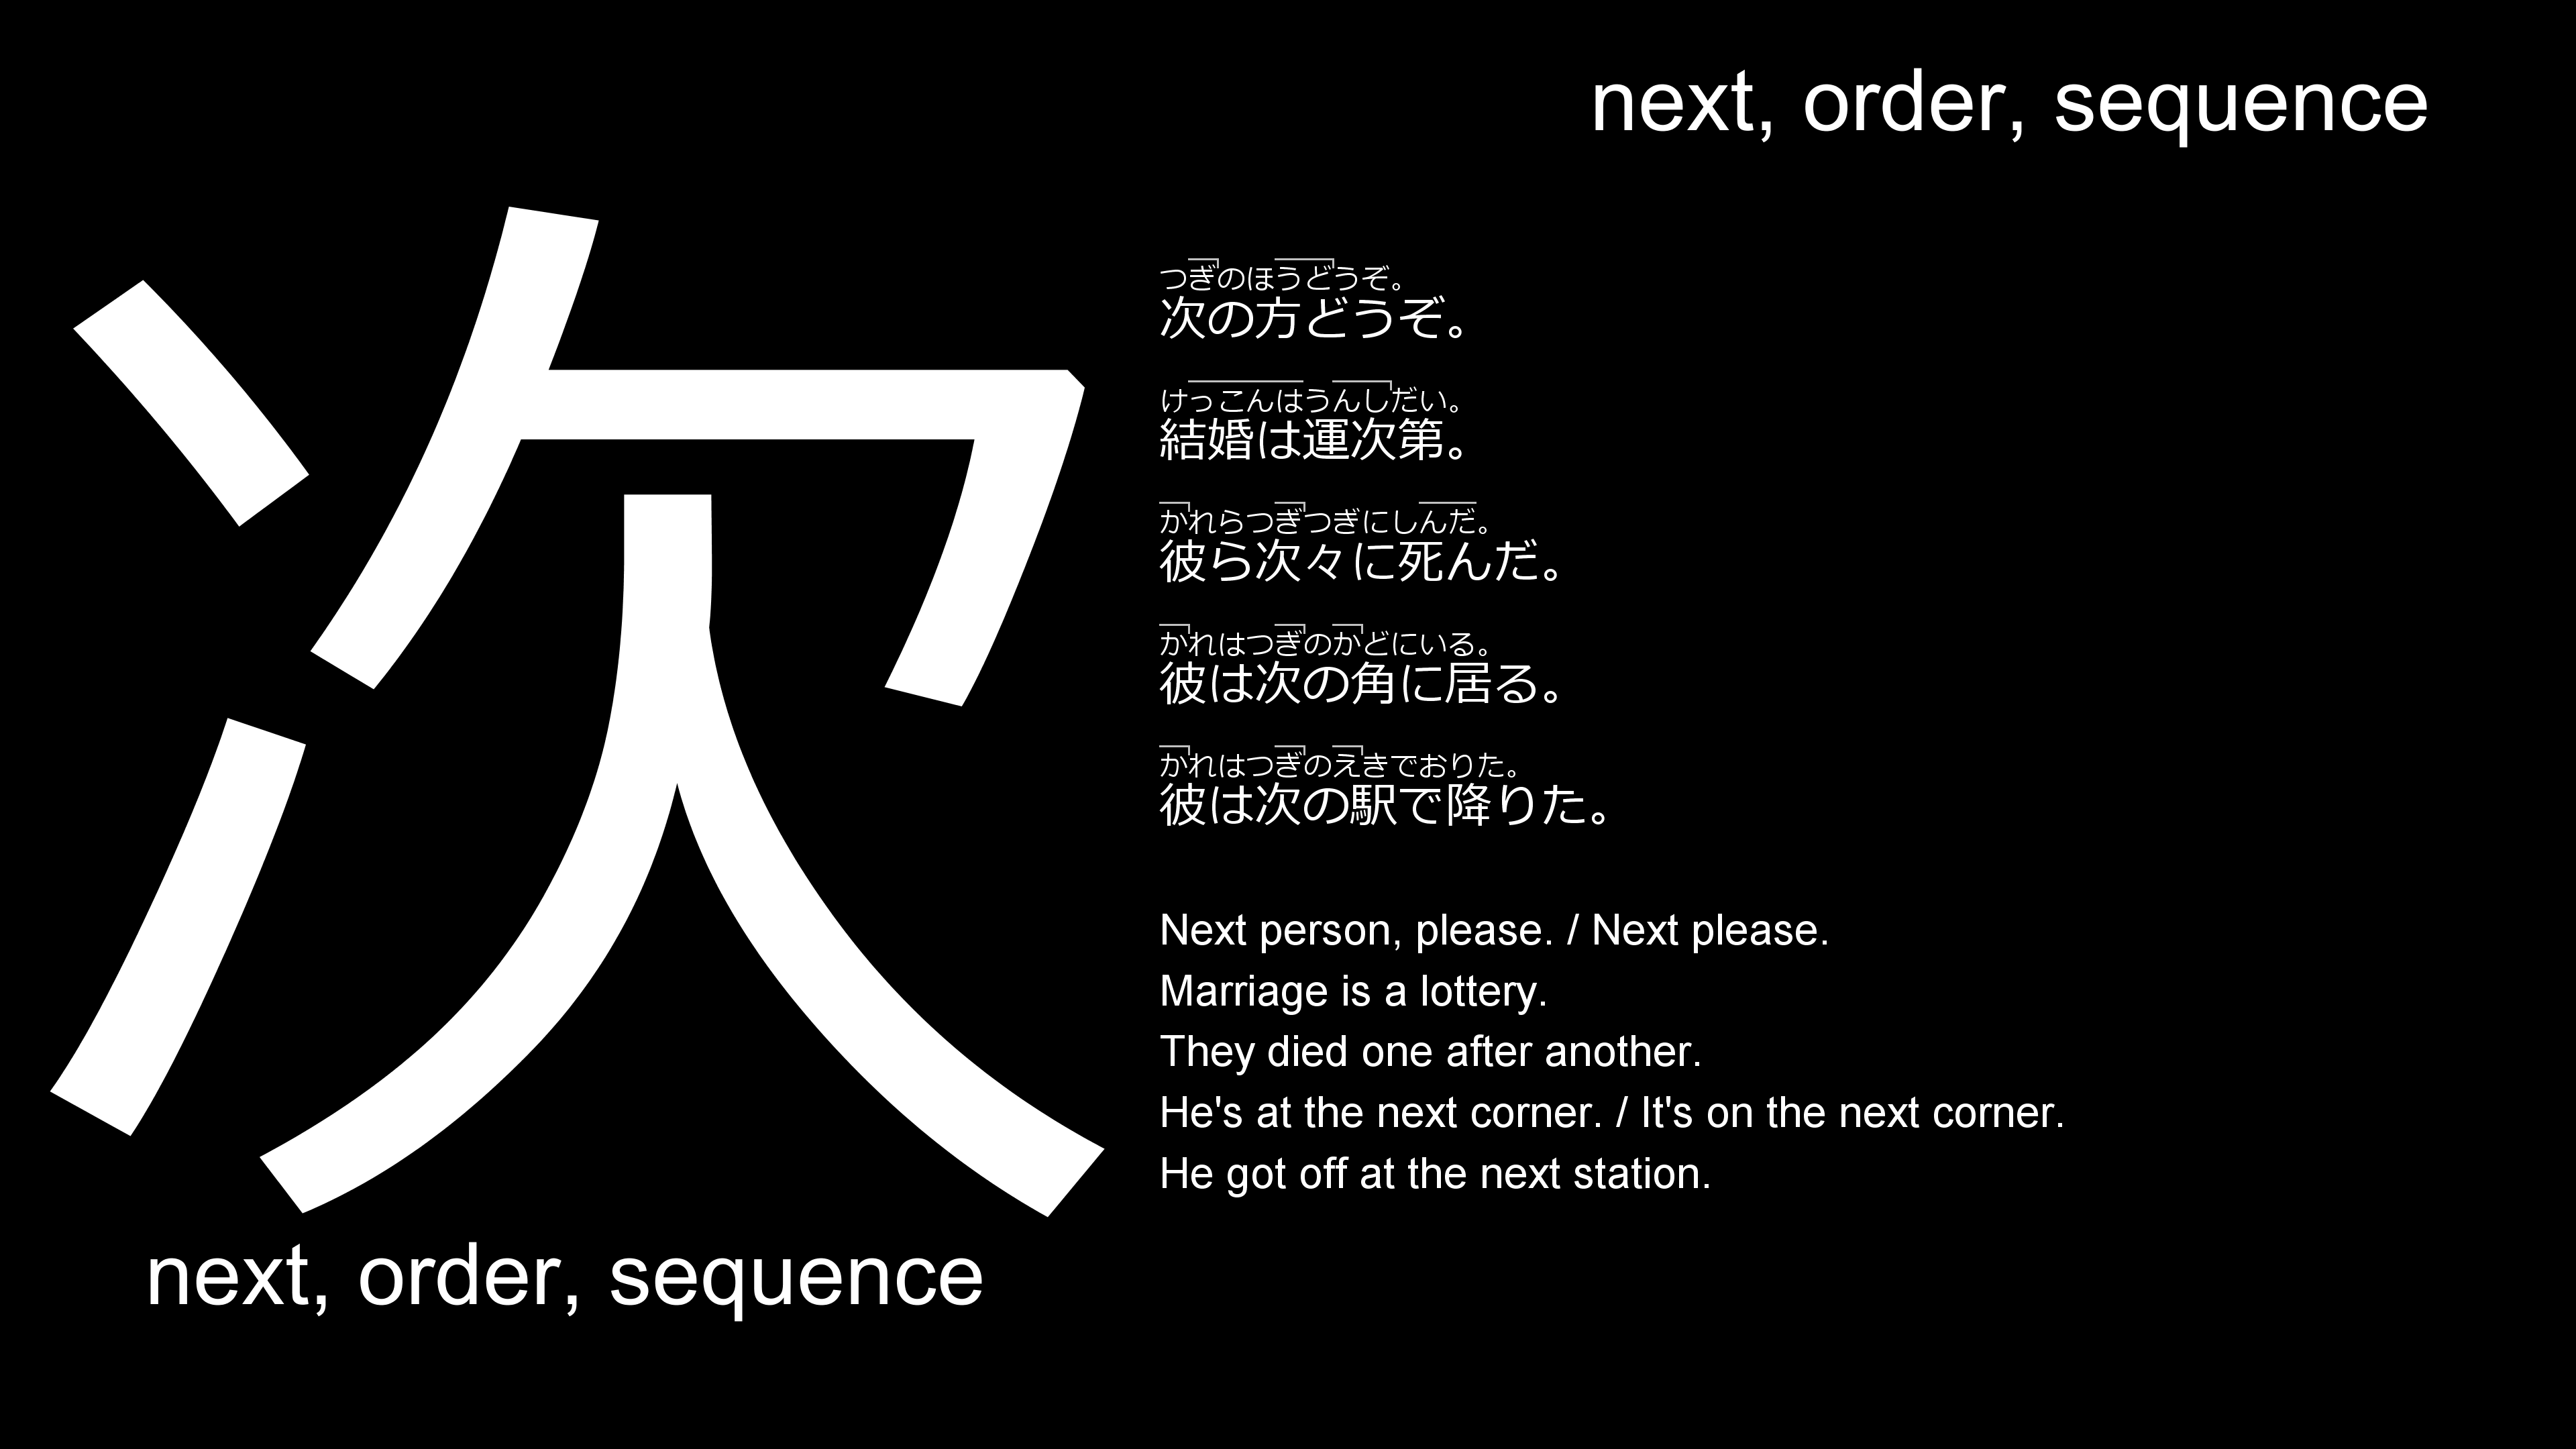 next, order, sequence
次
つぎのほうどうぞ。
次の方どうぞ。
けっこんはうんしだい。
結婚は運次第。
かれらつぎつぎにしんだ。
彼ら次々に死んだ。
かれはつぎのかどにいる。
彼は次の角に居る。
かれはつぎのえきでおりた。
彼は次の駅で降りた。
Next person, please. / Next please.
Marriage is a lottery.
They died one after another.
He's at the next corner. / It's on the next corner.
He got off at the next station.
next, order, sequence